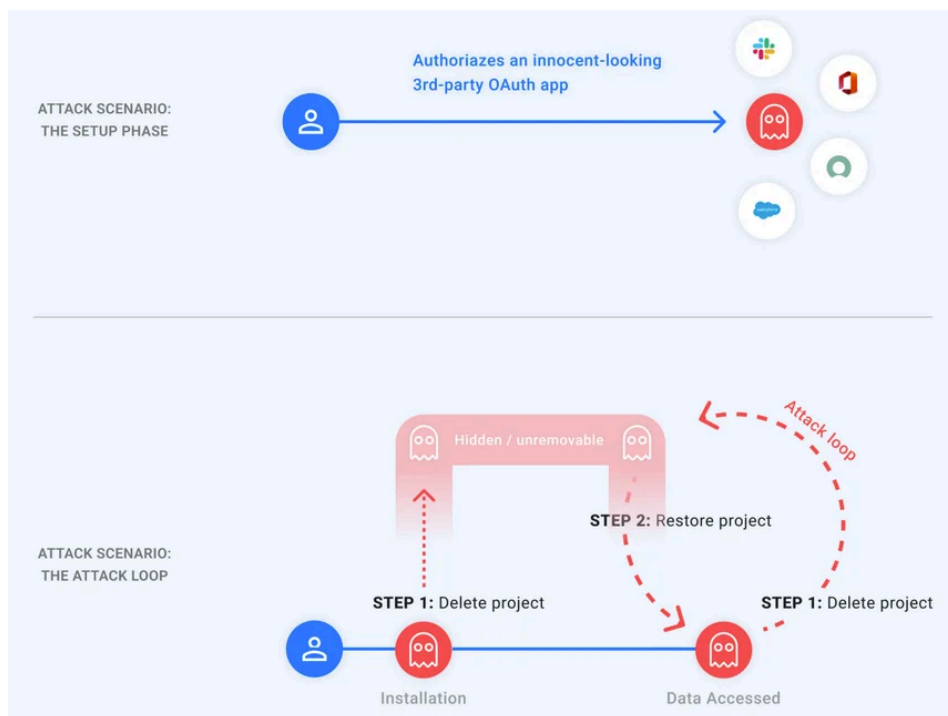 Authoriazes an innocent-looking
3rd-party OAuth app
ATTACK SCENARIO:
THE SETUP PHASE
Attack loop
Hidden / unremovable
STEP 2: Restore project
ATTACK SCENARIO:
THE ATTACK LOOP
STEP 1: Delete project
STEP 1: Delete project
Installation
Data Accessed